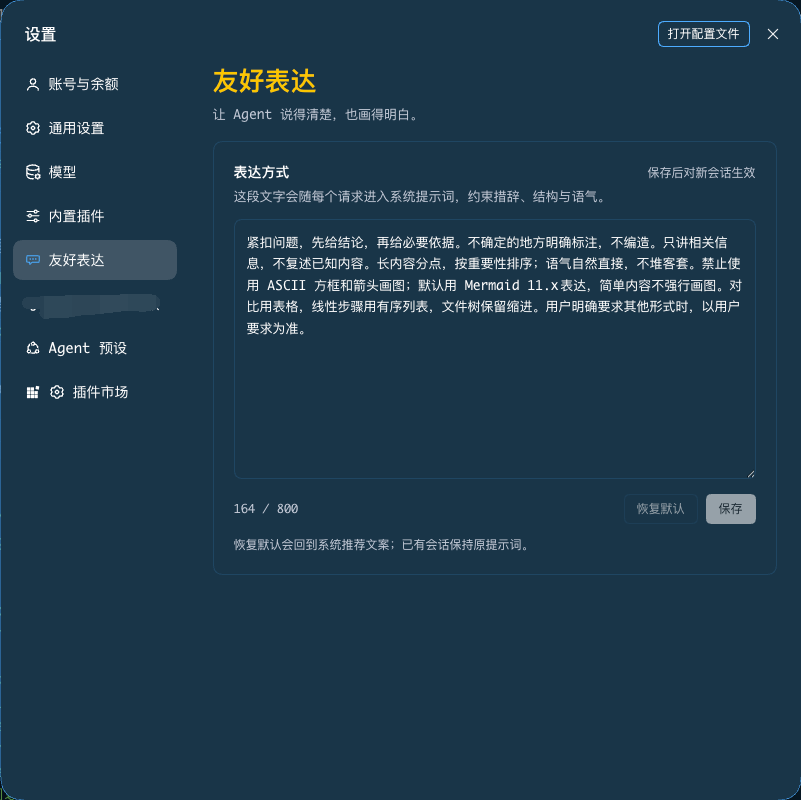 设置
打开配置文件
账号与余额
通用设置
模型
内置插件
友好表达
Agent 预设
插件市场
友好表达
让 Agent 说得清楚，也画得明白。
表达方式
保存后对新会话生效
这段文字会随每个请求进入系统提示词，约束措辞、结构与语气。
紧扣问题，先给结论，再给必要依据。不确定的地方明确标注，不编造。只讲相关信
息，不复述已知内容。长内容分点，按重要性排序；语气自然直接，不堆客套。禁止使
用 ASCII 方框和箭头画图；默认用 Mermaid 11.x表达，简单内容不强行画图。对
比用表格，线性步骤用有序列表，文件树保留缩进。用户明确要求其他形式时，以用户
要求为准。
164 / 800
恢复默认
保存
恢复默认会回到系统推荐文案；已有会话保持原提示词。